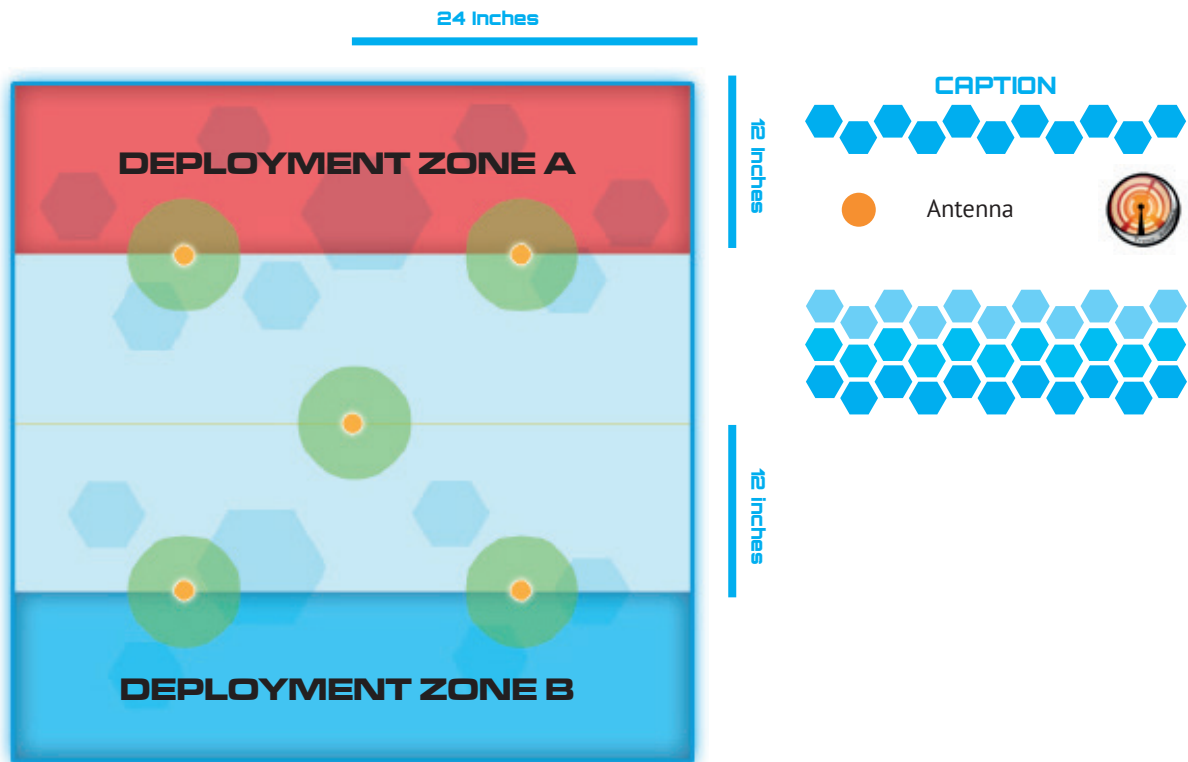 24 Inches
CAPTION
12 Inches
DEPLOYMENT ZONE A
Antenna
12 inches
DEPLOYMENT ZONE B